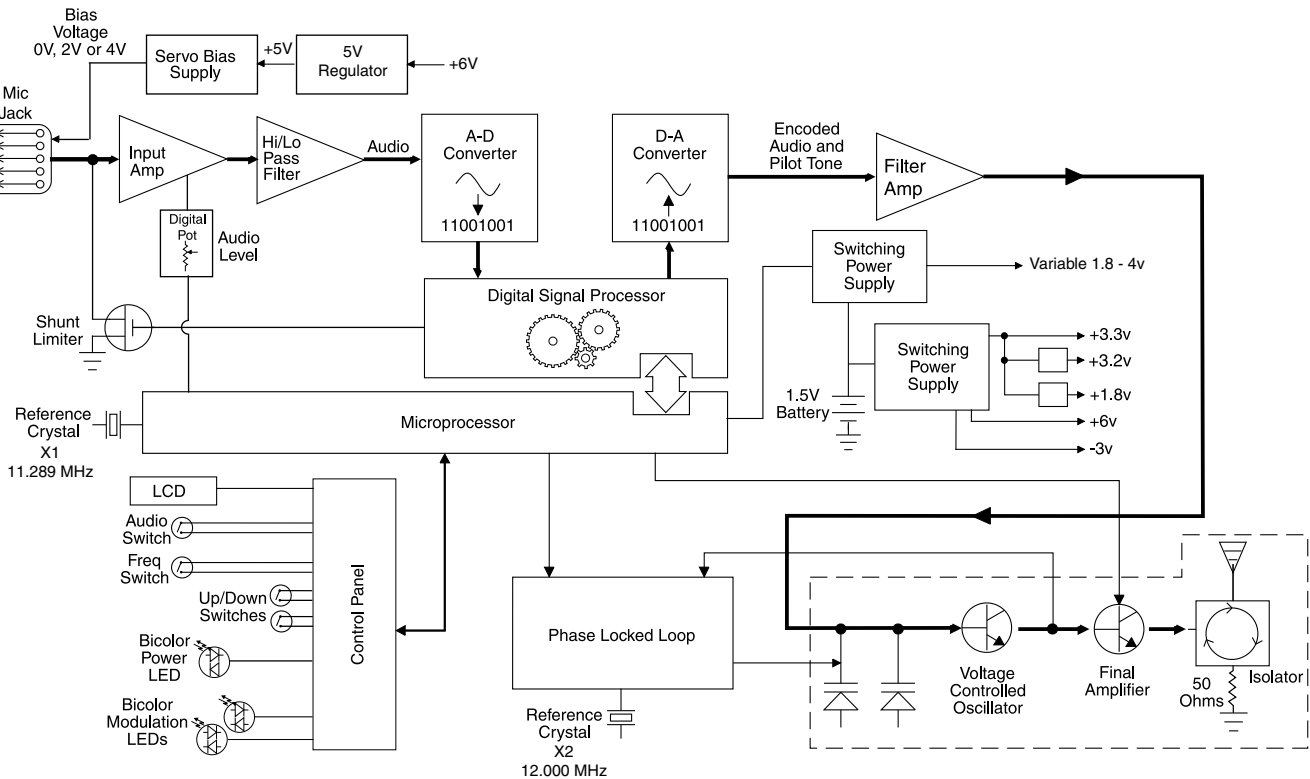 Bias
Voltage
0V, 2V or 4V
Servo Bias
Supply
+5V
5V
Regulator
+6V
Mic
Jack
Input
Amp
Hi/Lo
Pass
Filter
Audio
A-D
Converter
11001001
D-A
Converter
11001001
Encoded
Audio and
Pilot Tone
Filter
Amp
Digital
Pot
Audio
Level
Shunt
Limiter
Digital Signal Processor
Switching
Power
Supply
Variable 1.8 - 4v
Switching
Power
Supply
+3.3v
+3.2v
+1.8v
+6v
-3v
1.5V
Battery
Reference
Crystal
X1
11.289 MHz
Microprocessor
LCD
Audio
Switch
Freq
Switch
Up/Down
Switches
Bicolor
Power
LED
Bicolor
Modulation
LEDs
Control Panel
Phase Locked Loop
Reference
Crystal
X2
12.000 MHz
Voltage
Controlled
Oscillator
Final
Amplifier
50
Ohms
Isolator